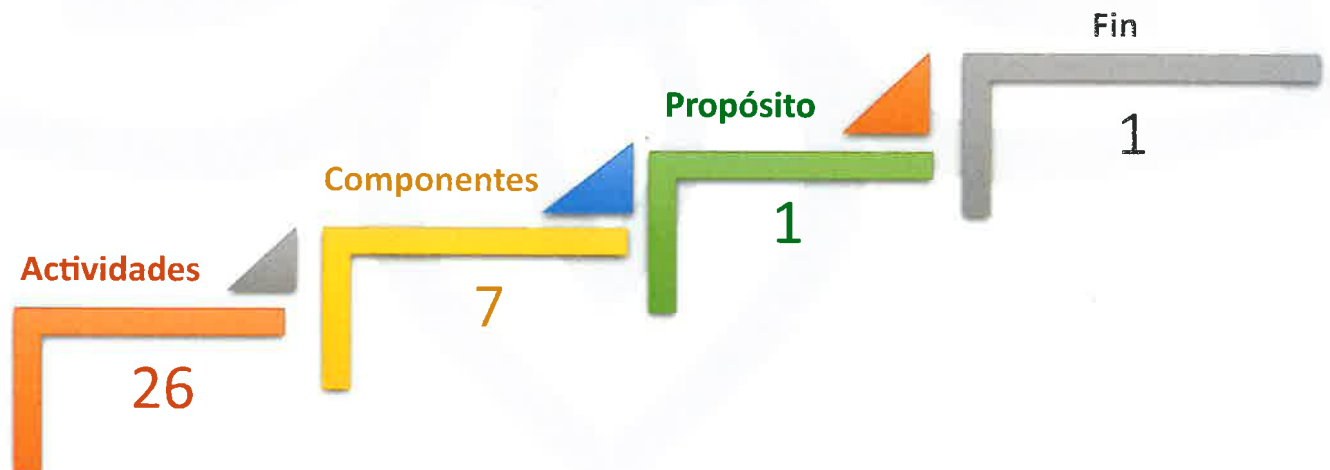 Fin
1
Propósito
1
Componentes
7
Actividades
26